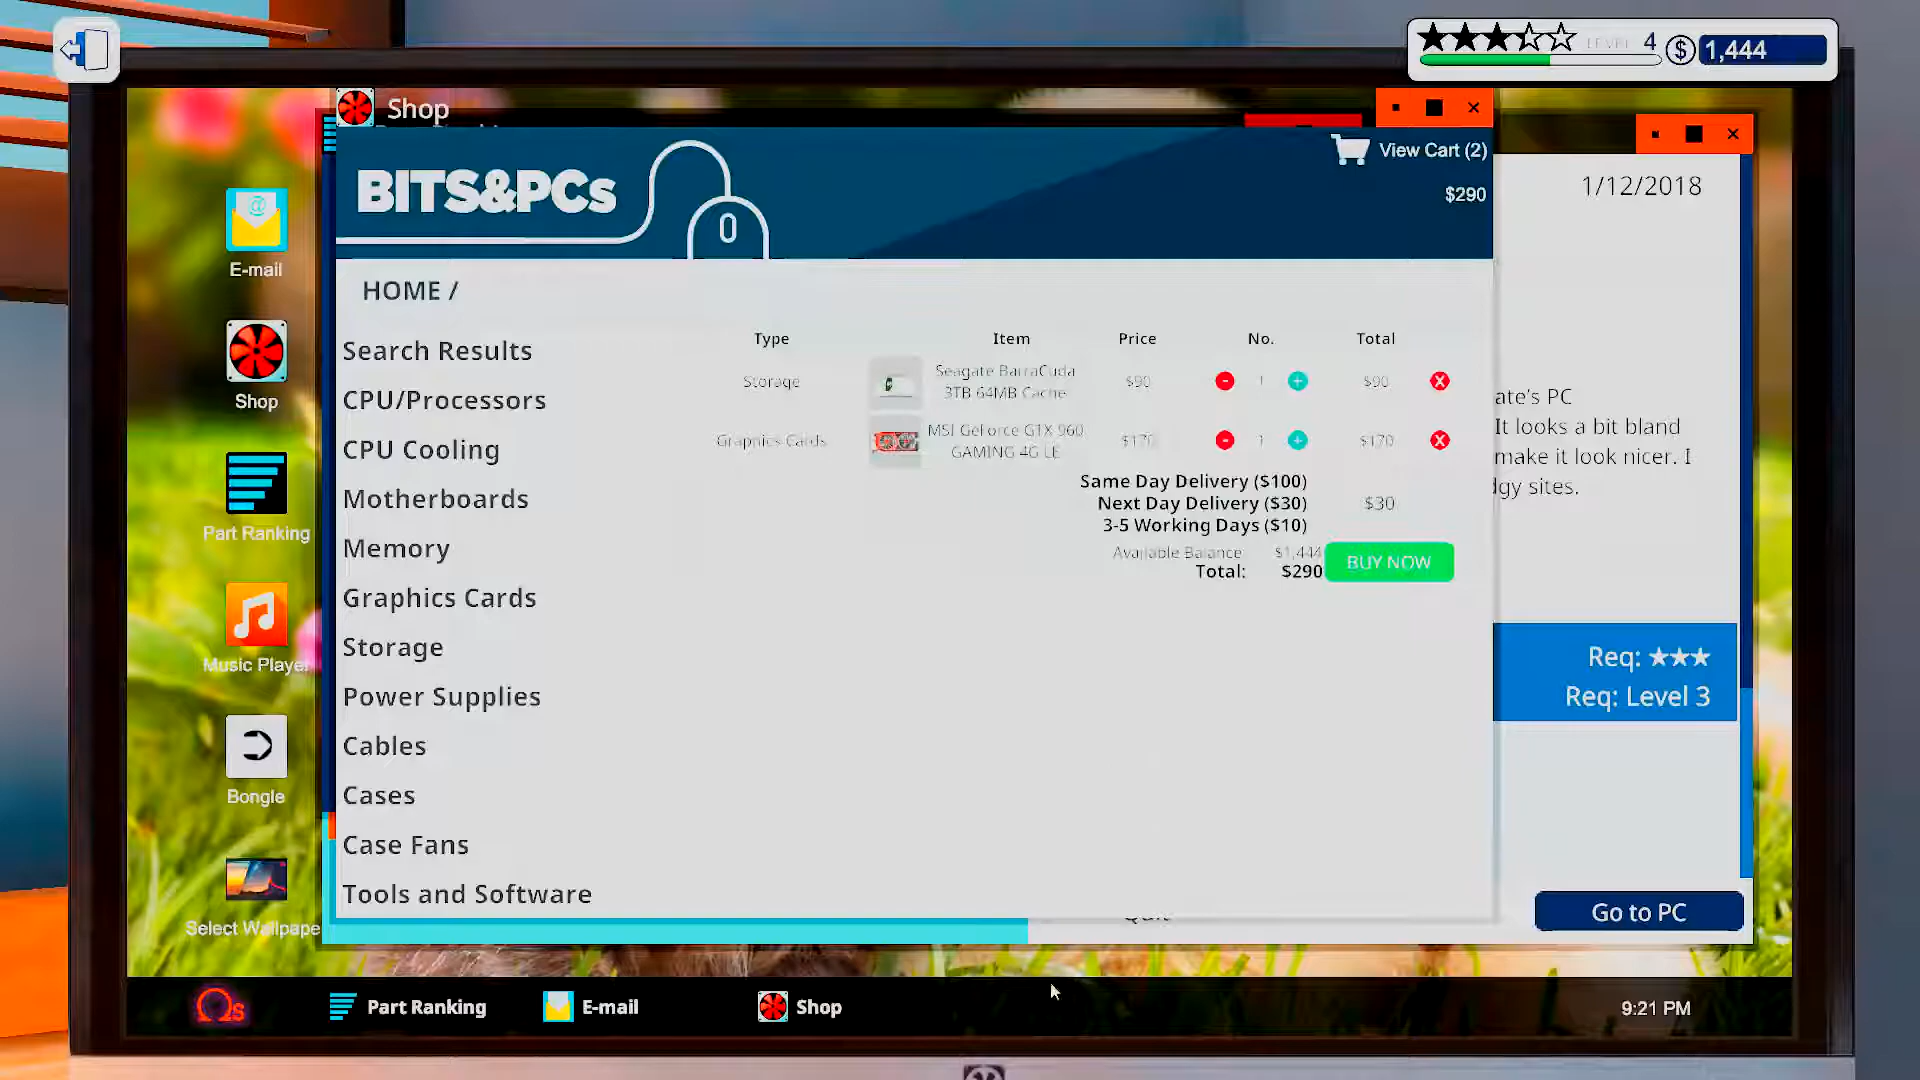 LEVEL 4
$ 1,444
Shop
View Cart (2)
$290
BITS&PCs
1/12/2018
HOME /
E-mail
Shop
Part Ranking
Music Player
Bongle
Select Wallpape
Search Results
CPU/Processors
CPU Cooling
Motherboards
Memory
Graphics Cards
Storage
Power Supplies
Cables
Cases
Case Fans
Tools and Software
Type Item Price No. Total
Storage Seagate BarraCuda 3TB 64MB Cache $90 - 1 + $90 X
Graphics Cards MSI GeForce GTX 960 GAMING 4G LE $170 - 1 + $170 X
Same Day Delivery ($100)
Next Day Delivery ($30) $30
3-5 Working Days ($10)
Available Balance $1,444
Total: $290
BUY NOW
ate's PC
It looks a bit bland
make it look nicer. I
dgy sites.
Req: ★★★
Req: Level 3
Quit
Go to PC
Ωs
Part Ranking
E-mail
Shop
9:21 PM